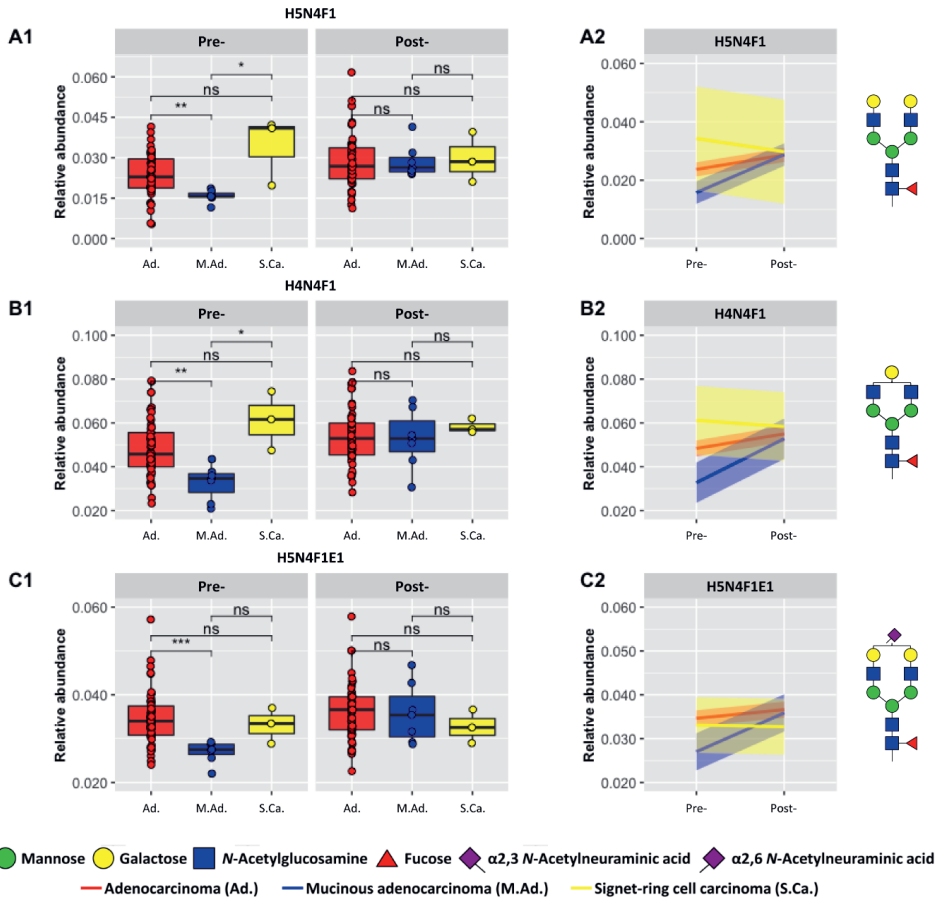 H5N4F1
A1
Pre-
Post-
Relative abundance
0.060
0.045
0.030
0.015
0.000
*
ns
**
ns
ns
ns
Ad.
M.Ad.
S.Ca.
Ad.
M.Ad.
S.Ca.
A2
H5N4F1
Relative abundance
0.060
0.040
0.020
0.000
Pre-
Post-
H4N4F1
B1
Pre-
Post-
Relative abundance
0.100
0.080
0.060
0.040
0.020
*
ns
**
ns
ns
ns
Ad.
M.Ad.
S.Ca.
Ad.
M.Ad.
S.Ca.
B2
H4N4F1
Relative abundance
0.100
0.080
0.060
0.040
0.020
Pre-
Post-
H5N4F1E1
C1
Pre-
Post-
Relative abundance
0.060
0.040
0.020
ns
ns
***
ns
ns
ns
Ad.
M.Ad.
S.Ca.
Ad.
M.Ad.
S.Ca.
C2
H5N4F1E1
Relative abundance
0.060
0.050
0.040
0.030
0.020
Pre-
Post-
Mannose Galactose N-Acetylglucosamine Fucose α2,3 N-Acetylneuraminic acid α2,6 N-Acetylneuraminic acid
Adenocarcinoma (Ad.) Mucinous adenocarcinoma (M.Ad.) Signet-ring cell carcinoma (S.Ca.)